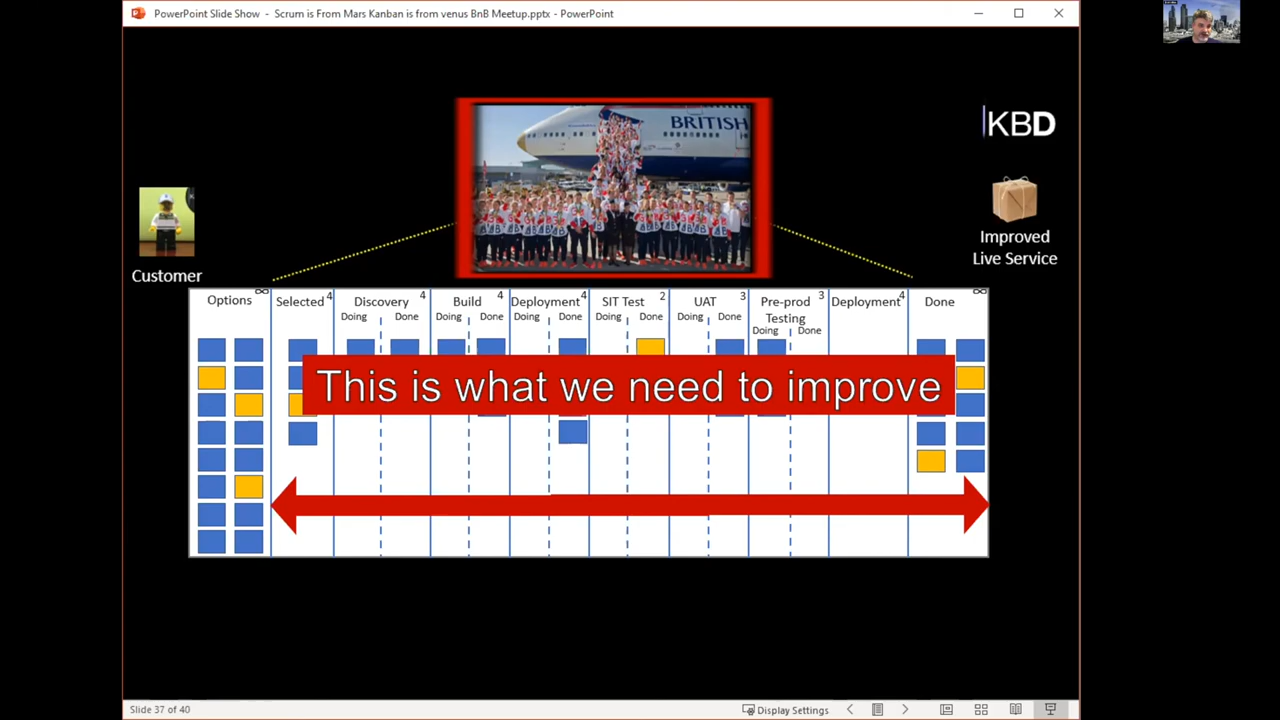 PowerPoint Slide Show - Scrum is From Mars Kanban is from venus BnB Meetup.pptx - PowerPoint
BRITISH
KBD
Customer
Improved
Live Service
Options ∞
Selected 4
Discovery 4
Doing Done
Build 4
Doing Done
Deployment 4
Doing Done
SIT Test 2
Doing Done
UAT 3
Doing Done
Pre-prod 3
Testing
Doing Done
Deployment 4
Done ∞
This is what we need to improve
Slide 37 of 40
Display Settings